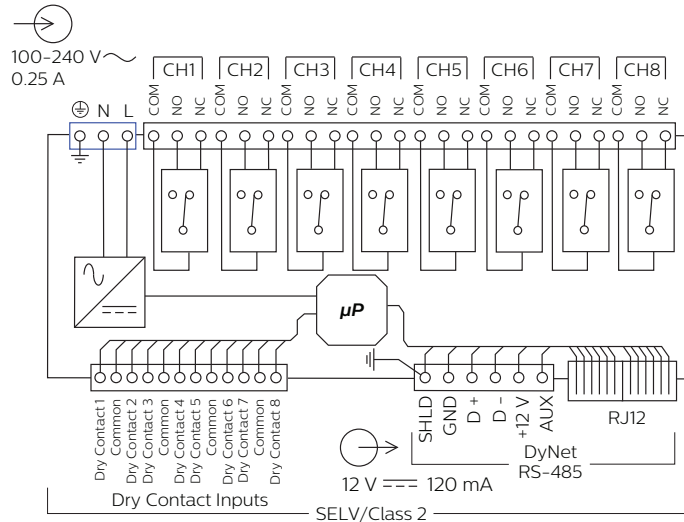 100-240 V
0.25 A
CH1 CH2 CH3 CH4 CH5 CH6 CH7 CH8
COM NO NC COM NO NC COM NO NC COM NO NC COM NO NC COM NO NC COM NO NC COM NO NC
N L
µP
Dry Contact 1
Common
Dry Contact 2
Dry Contact 3
Common
Dry Contact 4
Dry Contact 5
Common
Dry Contact 6
Dry Contact 7
Common
Dry Contact 8
SHLD
GND
D +
D -
+12 V
AUX
RJ12
DyNet
RS-485
12 V 120 mA
Dry Contact Inputs
SELV/Class 2